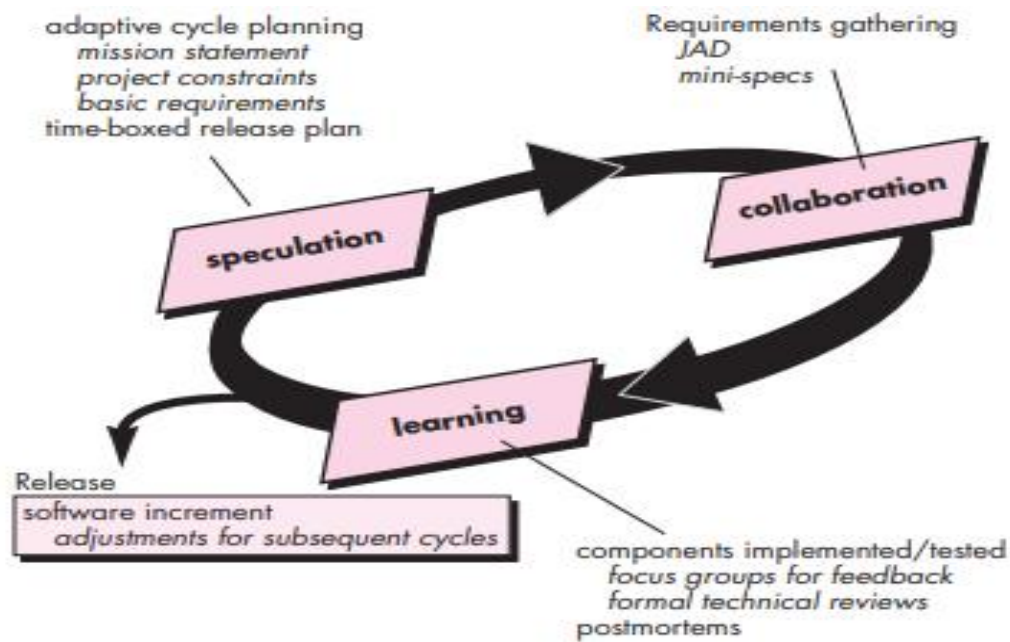 adaptive cycle planning
mission statement
project constraints
basic requirements
time-boxed release plan
Requirements gathering
JAD
mini-specs
speculation
collaboration
learning
Release
software increment
adjustments for subsequent cycles
components implemented/tested
focus groups for feedback
formal technical reviews
postmortems